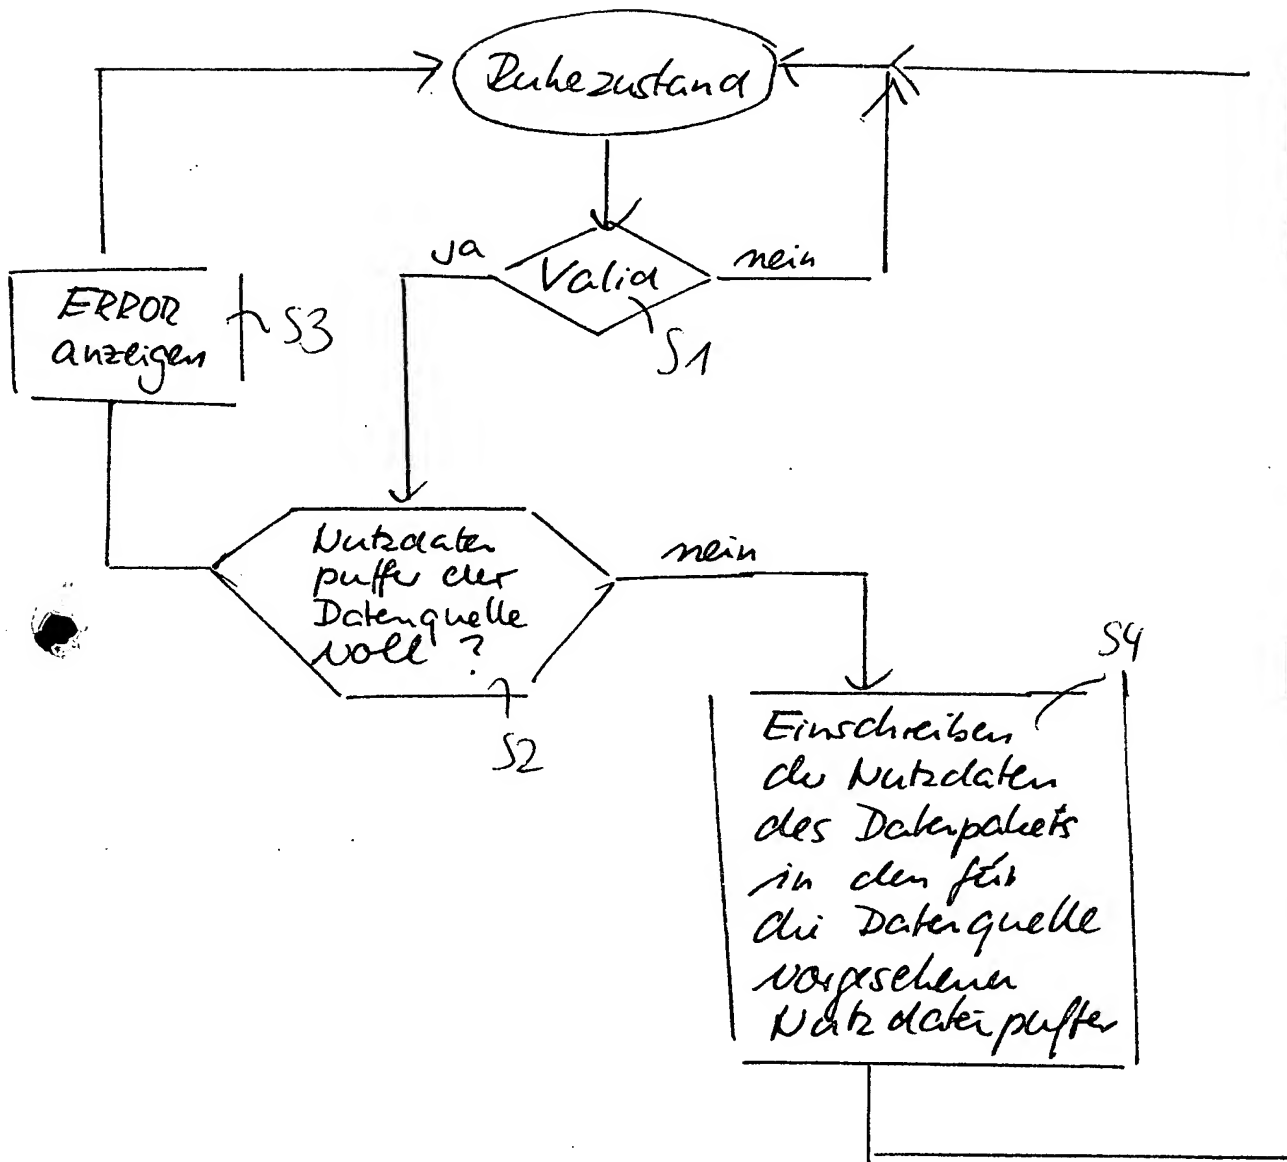 Ruhezustand
ja
Valid
nein
S1
ERROR
anzeigen
S3
Nutzdaten
puffer der
Datenquelle
voll ?
nein
S2
S4
Einschreiben
der Nutzdaten
des Datenpakets
in den für
die Datenquelle
vorgesehenen
Nutzdatenpuffer